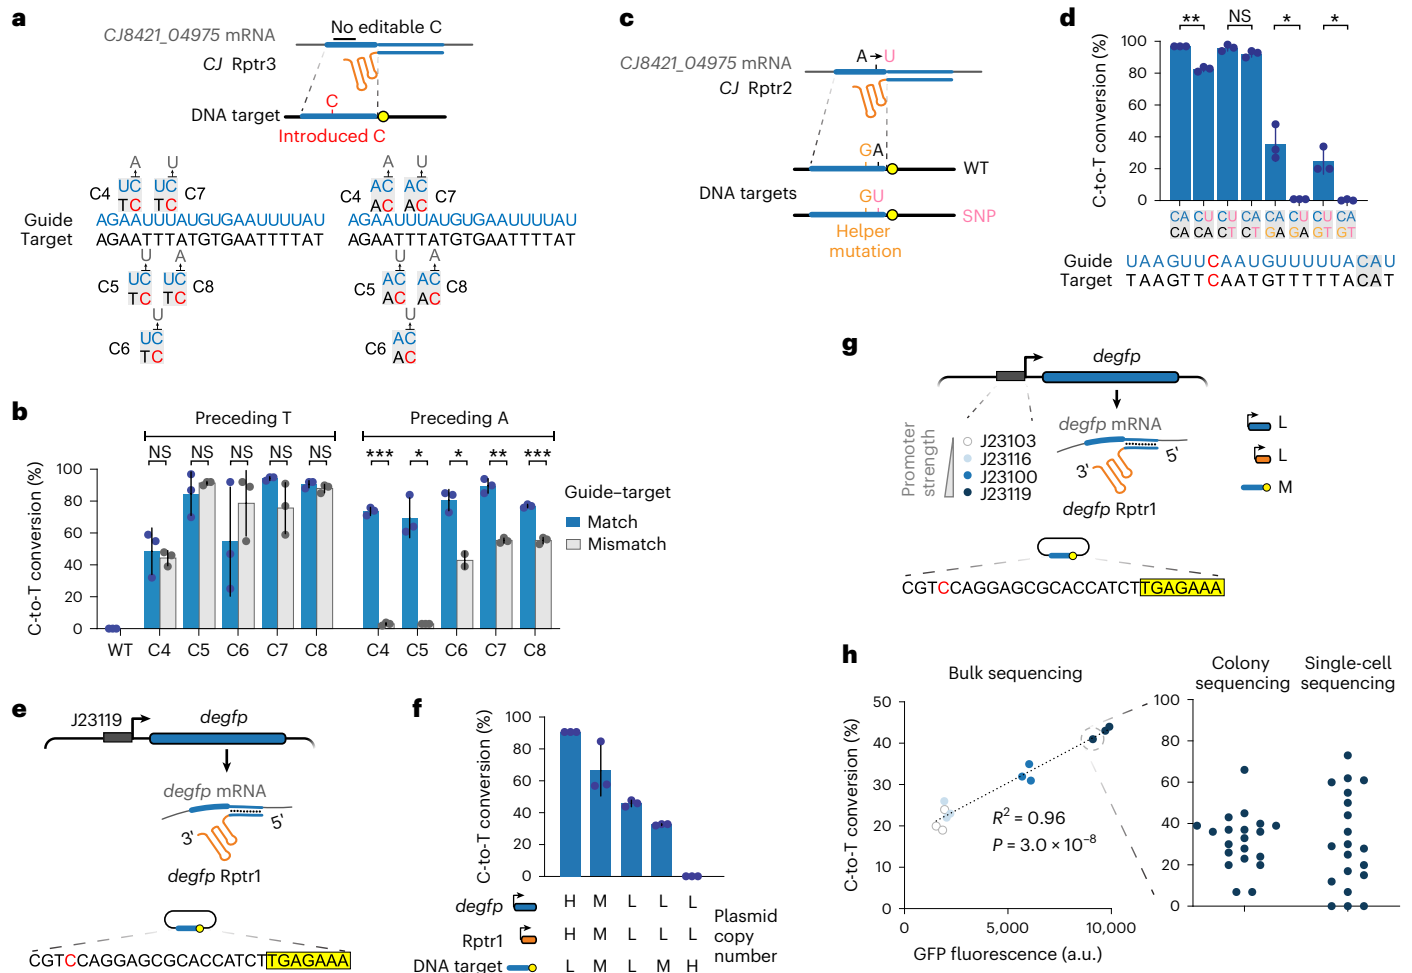 a
No editable C
CJ8421_04975 mRNA
CJ Rptr3
C
DNA target
Introduced C
A U A U
C4 UC UC C7 C4 AC AC C7
TC TC AC AC
Guide AGAAUUUAUGUGAAUUUUAU AGAAUUUAUGUGAAUUUUAU
Target AGAATTTATGTGAATTTTAT AGAATTTATGTGAATTTTAT
U A U A
C5 UC UC C8 C5 AC AC C8
TC TC AC AC
U U
C6 UC C6 AC
TC AC
b
Preceding T Preceding A
NS NS NS NS NS *** * * ** ***
C-to-T conversion (%)
100
80
60
40
20
0
WT C4 C5 C6 C7 C8 C4 C5 C6 C7 C8
Guide–target
Match
Mismatch
c
A U
CJ8421_04975 mRNA
CJ Rptr2
GA WT
DNA targets
GU SNP
Helper
mutation
d
** NS * *
C-to-T conversion (%)
100
80
60
40
20
0
CA CU CU CA CA CU CU CA
CA CA CT CT GA GA GT GT
Guide UAAGUUCAAUGUUUUUACAU
Target TAAGTTCAATGTTTTTACAT
e
J23119 degfp
degfp mRNA
3' 5'
degfp Rptr1
CGTCCAGGAGCGCACCATCTTTGAGAAA
f
C-to-T conversion (%)
100
80
60
40
20
0
degfp H M L L L
Rptr1 H M L L L
DNA target L M L M H
Plasmid
copy
number
g
degfp
Promoter
strength
J23103
J23116
J23100
J23119
degfp mRNA
3' 5'
degfp Rptr1
L
L
M
CGTCCAGGAGCGCACCATCTTTGAGAAA
h
Bulk sequencing
C-to-T conversion (%)
50
40
30
20
10
0
R² = 0.96
P = 3.0 × 10⁻⁸
0 5,000 10,000
GFP fluorescence (a.u.)
Colony
sequencing
Single-cell
sequencing
100
80
60
40
20
0